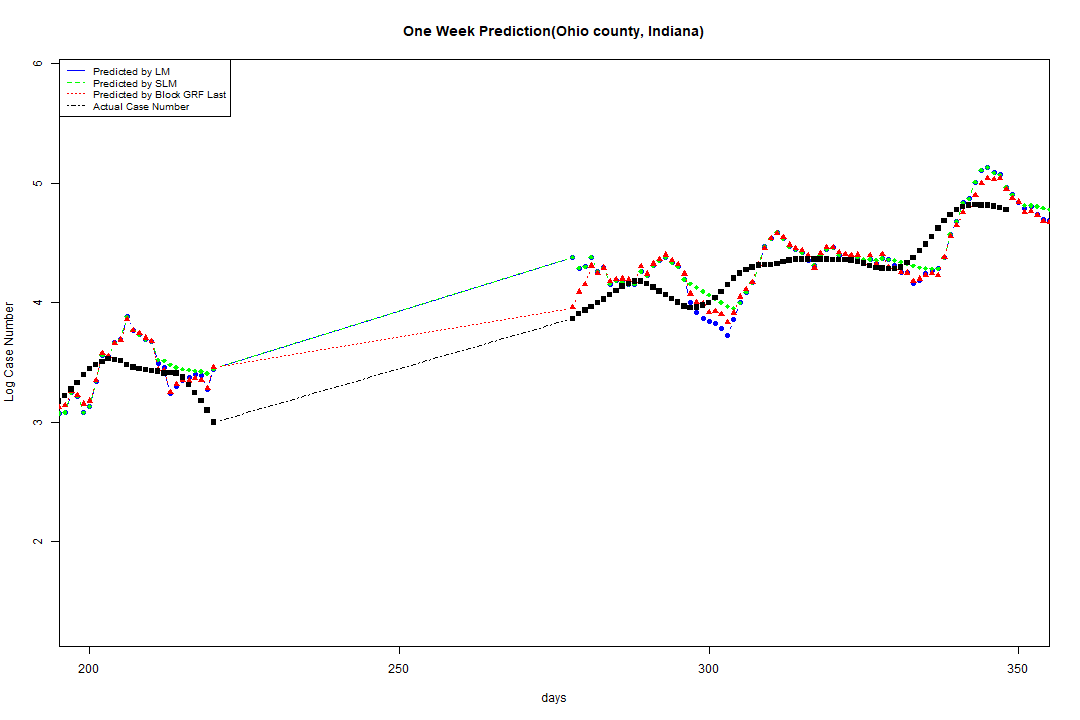 One Week Prediction(Ohio county, Indiana)
Predicted by LM
Predicted by SLM
Predicted by Block GRF Last
Actual Case Number
6
5
4
3
2
Log Case Number
200
250
300
350
days